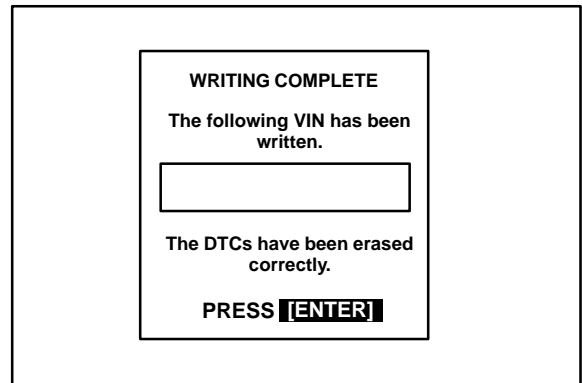 WRITING COMPLETE
The following VIN has been
written.
The DTCs have been erased
correctly.
PRESS [ENTER]